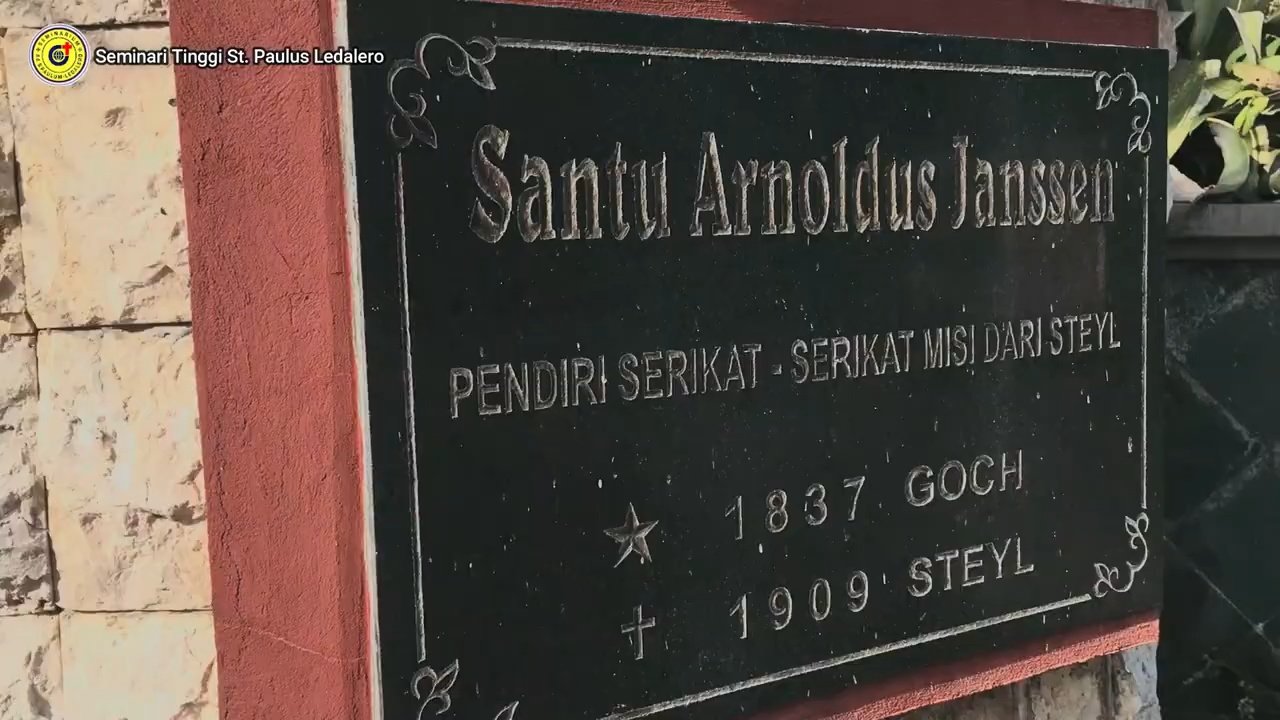 Seminari Tinggi St. Paulus Ledalero
Santu Arnoldus Janssen
PENDIRI SERIKAT - SERIKAT MISI DARI STEYL
1837 GOCH
1909 STEYL